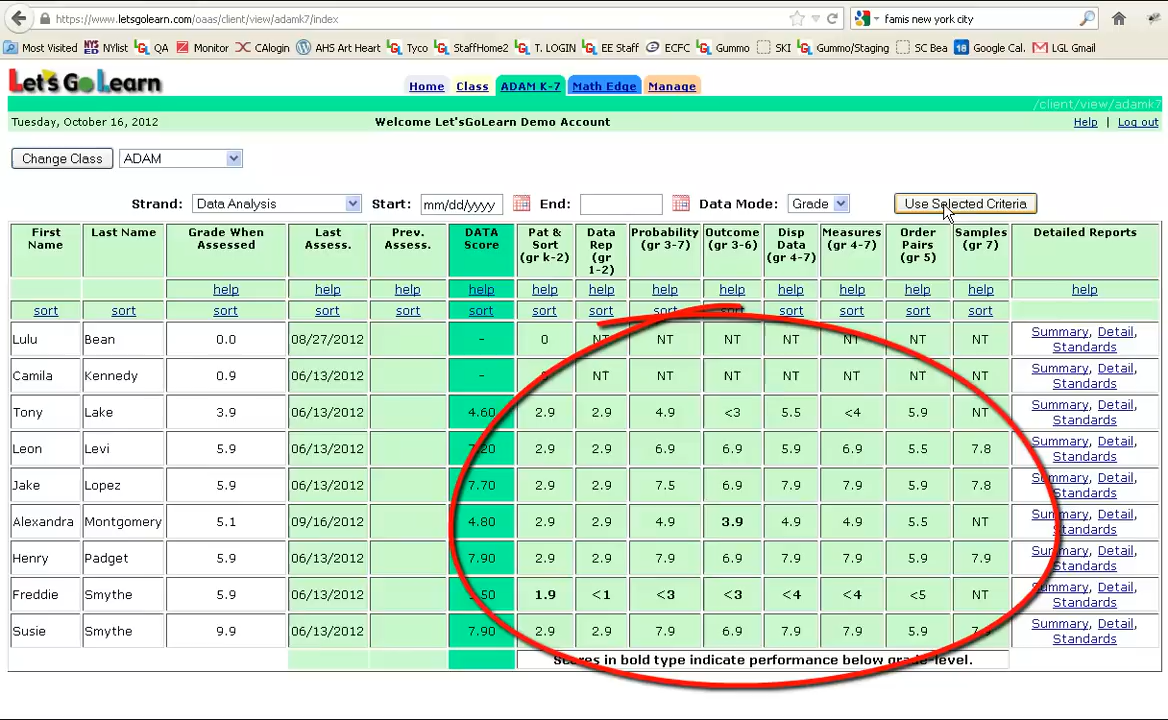 https://www.letsgolearn.com/oaas/client/view/adamk7/index
famis new york city
Most Visited NYlist QA Monitor CAlogin AHS Art Heart Tyco StaffHome2 T. LOGIN EE Staff ECFC Gummo SKI Gummo/Staging SC Bea 18 Google Cal. LGL Gmail
Let's Go Learn
Home Class ADAM K-7 Math Edge Manage
/client/view/adamk7
Tuesday, October 16, 2012 Welcome Let'sGoLearn Demo Account Help | Log out
Change Class ADAM
Strand: Data Analysis Start: mm/dd/yyyy End: Data Mode: Grade Use Selected Criteria
First Name Last Name Grade When Assessed Last Assess. Prev. Assess. DATA Score Pat & Sort (gr k-2) Data Rep (gr 1-2) Probability (gr 3-7) Outcome (gr 3-6) Disp Data (gr 4-7) Measures (gr 4-7) Order Pairs (gr 5) Samples (gr 7) Detailed Reports
help help help help help help help help help help help help help
sort sort sort sort sort sort sort sort sort sort sort sort sort sort
Lulu Bean 0.0 08/27/2012 - 0 NT NT NT NT NT NT NT Summary, Detail, Standards
Camila Kennedy 0.9 06/13/2012 - NT NT NT NT NT NT NT Summary, Detail, Standards
Tony Lake 3.9 06/13/2012 4.60 2.9 2.9 4.9 <3 5.5 <4 5.9 NT Summary, Detail, Standards
Leon Levi 5.9 06/13/2012 7.20 2.9 2.9 6.9 6.9 5.9 6.9 5.9 7.8 Summary, Detail, Standards
Jake Lopez 5.9 06/13/2012 7.70 2.9 2.9 7.5 6.9 7.9 7.9 5.9 7.8 Summary, Detail, Standards
Alexandra Montgomery 5.1 09/16/2012 4.80 2.9 2.9 4.9 3.9 4.9 4.9 5.5 NT Summary, Detail, Standards
Henry Padget 5.9 06/13/2012 7.90 2.9 2.9 7.9 6.9 7.9 7.9 5.9 7.9 Summary, Detail, Standards
Freddie Smythe 5.9 06/13/2012 1.9 <1 <3 <3 <4 <4 <5 NT Summary, Detail, Standards
Susie Smythe 9.9 06/13/2012 7.90 2.9 2.9 7.9 6.9 7.9 7.9 5.9 7.9 Summary, Detail, Standards
Scores in bold type indicate performance below grade-level.